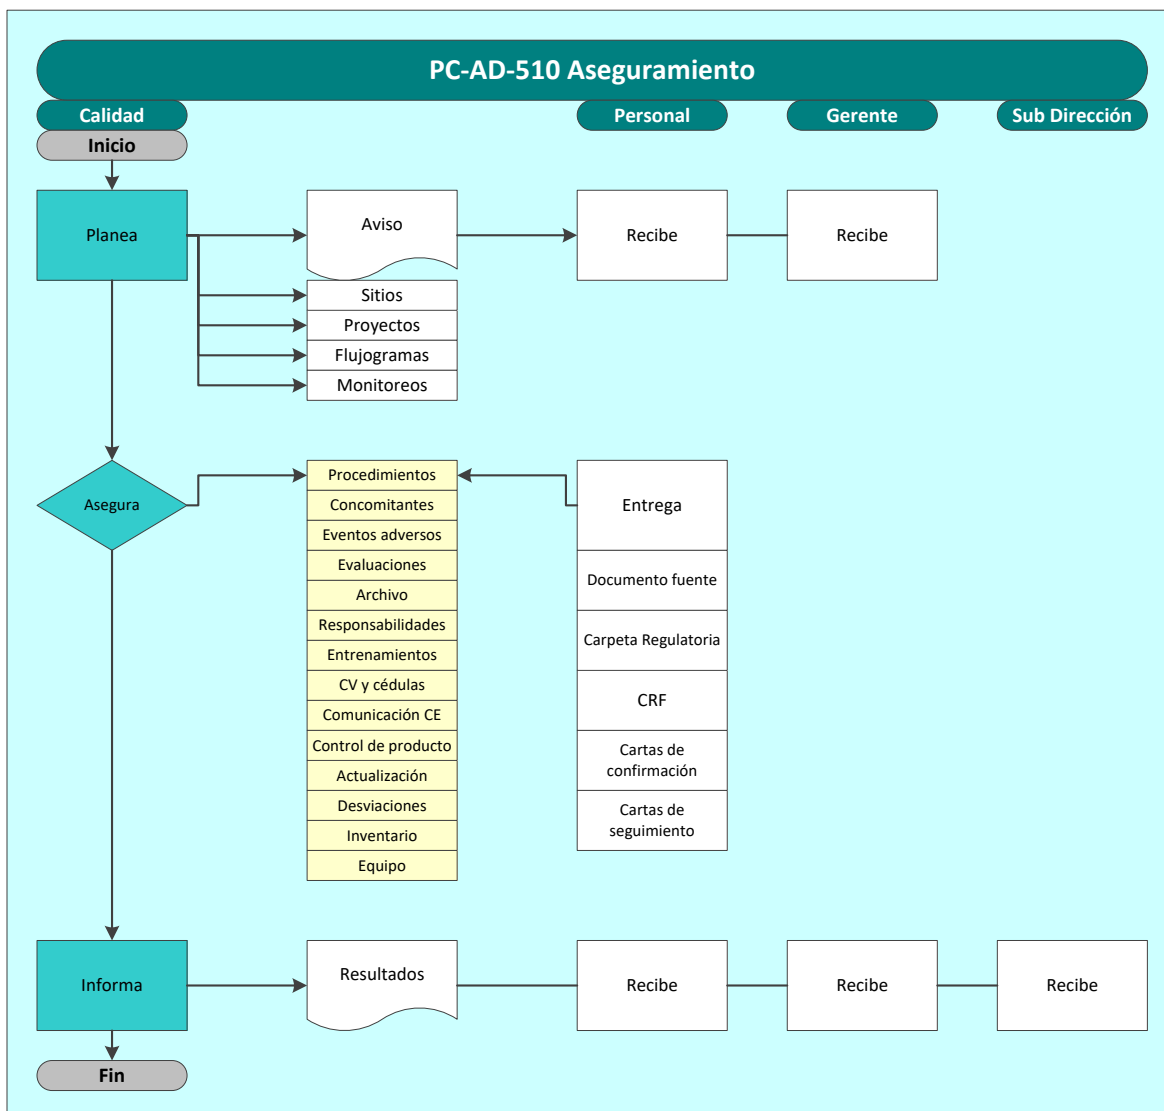 PC-AD-510 Aseguramiento
Calidad
Personal
Gerente
Sub Dirección
Inicio
Planea
Aviso
Recibe
Recibe
Sitios
Proyectos
Flujogramas
Monitoreos
Asegura
Procedimientos
Concomitantes
Eventos adversos
Evaluaciones
Archivo
Responsabilidades
Entrenamientos
CV y cédulas
Comunicación CE
Control de producto
Actualización
Desviaciones
Inventario
Equipo
Entrega
Documento fuente
Carpeta Regulatoria
CRF
Cartas de
confirmación
Cartas de
seguimiento
Informa
Resultados
Recibe
Recibe
Recibe
Fin